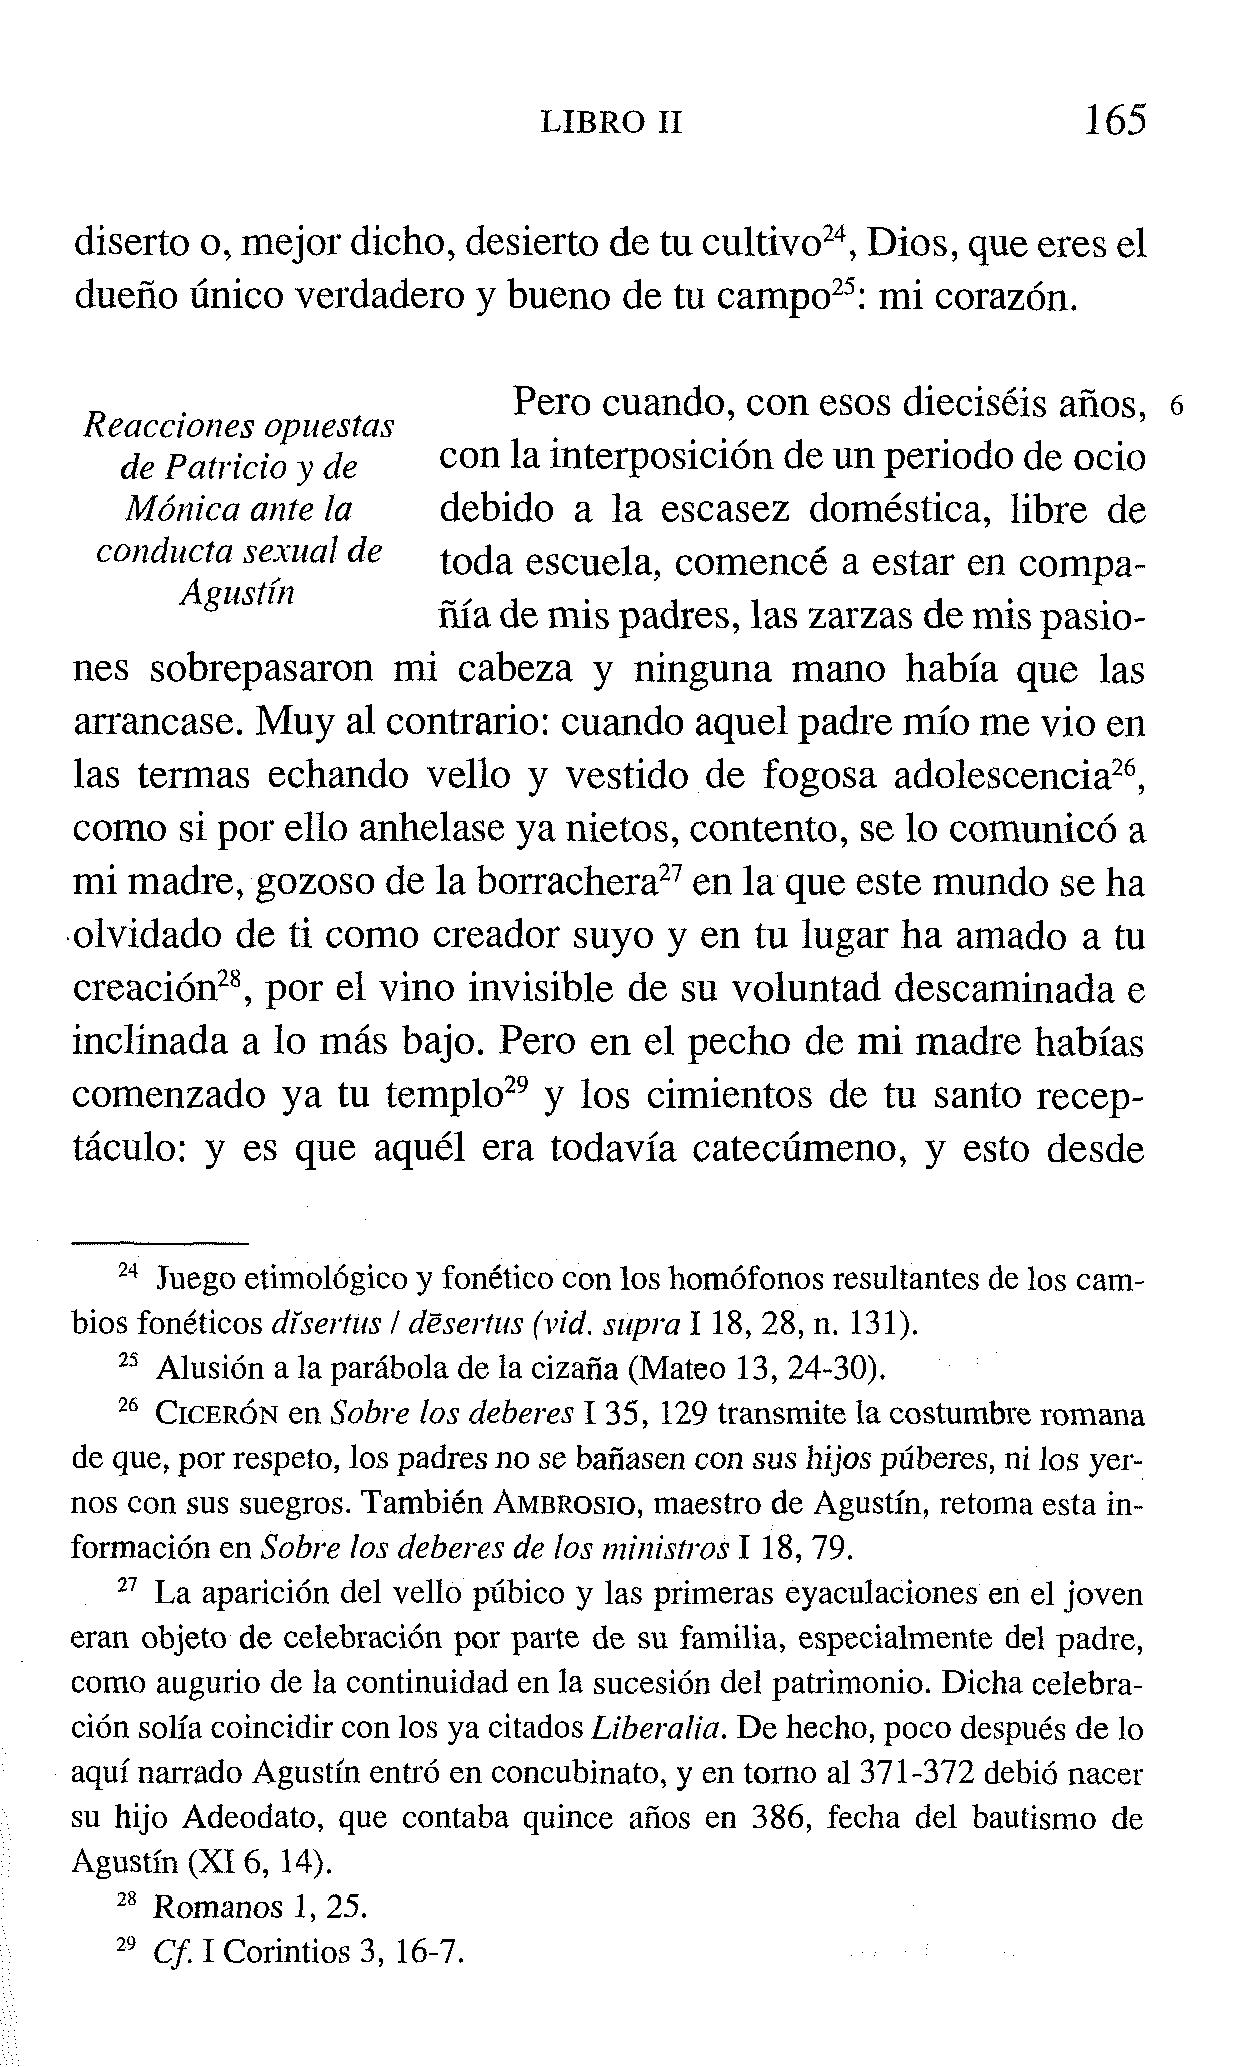 LIBRO II 165
diserto o, mejor dicho, desierto de tu cultivo²⁴, Dios, que eres el
dueño único verdadero y bueno de tu campo²⁵: mi corazón.
Reacciones opuestas
de Patricio y de
Mónica ante la
conducta sexual de
Agustín
Pero cuando, con esos dieciséis años, 6
con la interposición de un periodo de ocio
debido a la escasez doméstica, libre de
toda escuela, comencé a estar en compa-
ñía de mis padres, las zarzas de mis pasio-
nes sobrepasaron mi cabeza y ninguna mano había que las
arrancase. Muy al contrario: cuando aquel padre mío me vio en
las termas echando vello y vestido de fogosa adolescencia²⁶,
como si por ello anhelase ya nietos, contento, se lo comunicó a
mi madre, gozoso de la borrachera²⁷ en la que este mundo se ha
olvidado de ti como creador suyo y en tu lugar ha amado a tu
creación²⁸, por el vino invisible de su voluntad descaminada e
inclinada a lo más bajo. Pero en el pecho de mi madre habías
comenzado ya tu templo²⁹ y los cimientos de tu santo recep-
táculo: y es que aquél era todavía catecúmeno, y esto desde
²⁴ Juego etimológico y fonético con los homófonos resultantes de los cam-
bios fonéticos dĭsertus / dēsertus (vid. supra I 18, 28, n. 131).
²⁵ Alusión a la parábola de la cizaña (Mateo 13, 24-30).
²⁶ CICERÓN en Sobre los deberes I 35, 129 transmite la costumbre romana
de que, por respeto, los padres no se bañasen con sus hijos púberes, ni los yer-
nos con sus suegros. También AMBROSIO, maestro de Agustín, retoma esta in-
formación en Sobre los deberes de los ministros I 18, 79.
²⁷ La aparición del vello púbico y las primeras eyaculaciones en el joven
eran objeto de celebración por parte de su familia, especialmente del padre,
como augurio de la continuidad en la sucesión del patrimonio. Dicha celebra-
ción solía coincidir con los ya citados Liberalia. De hecho, poco después de lo
aquí narrado Agustín entró en concubinato, y en torno al 371-372 debió nacer
su hijo Adeodato, que contaba quince años en 386, fecha del bautismo de
Agustín (XI 6, 14).
²⁸ Romanos 1, 25.
²⁹ Cf. I Corintios 3, 16-7.